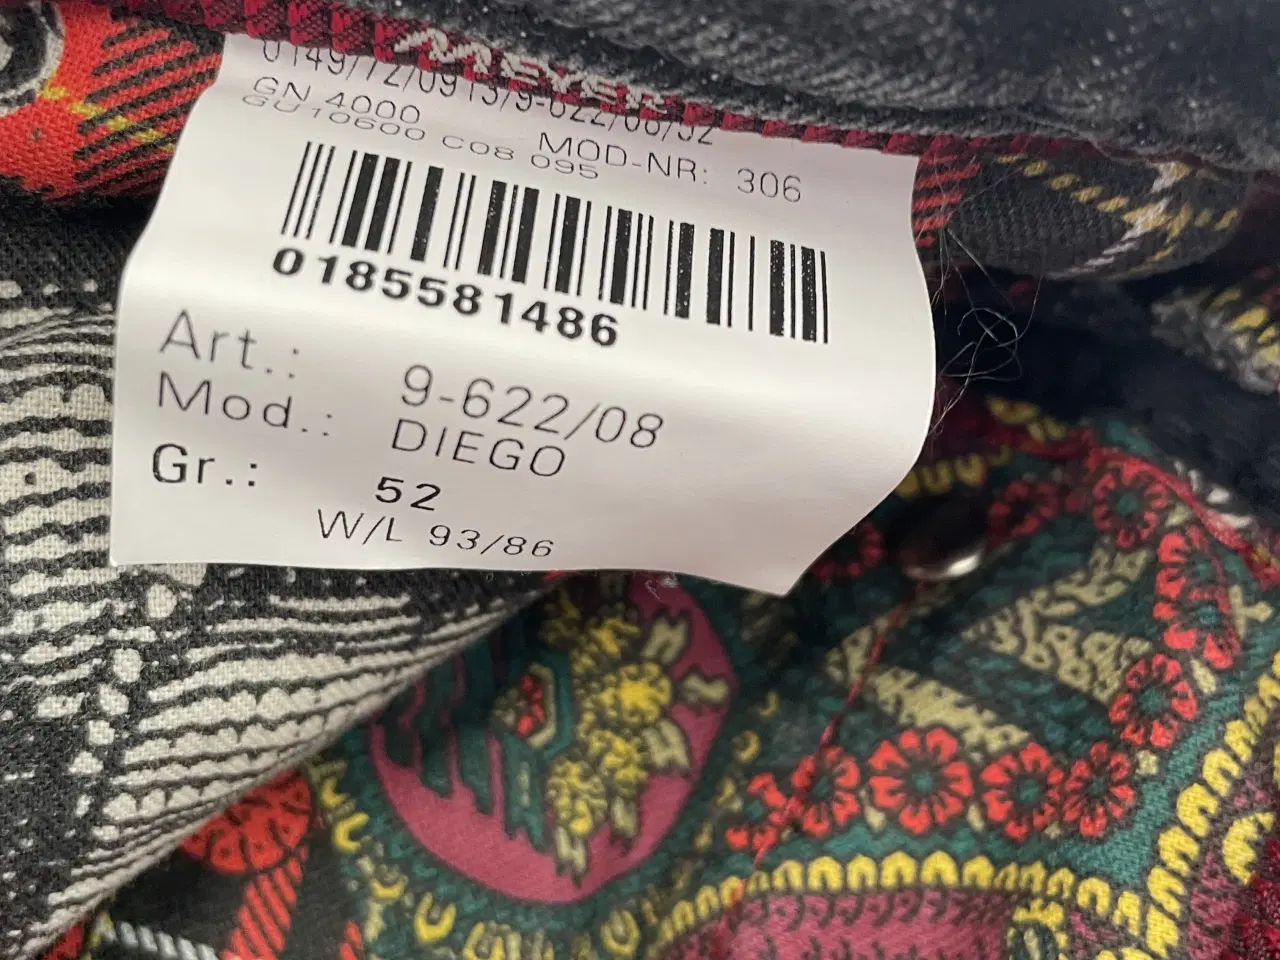 MEYER
0149/72/0913/9-622/08/52
GN 4000
MOD-NR: 306
GU10600 C08 095
0185581486
Art.: 9-622/08
Mod.: DIEGO
Gr.: 52
W/L 93/86